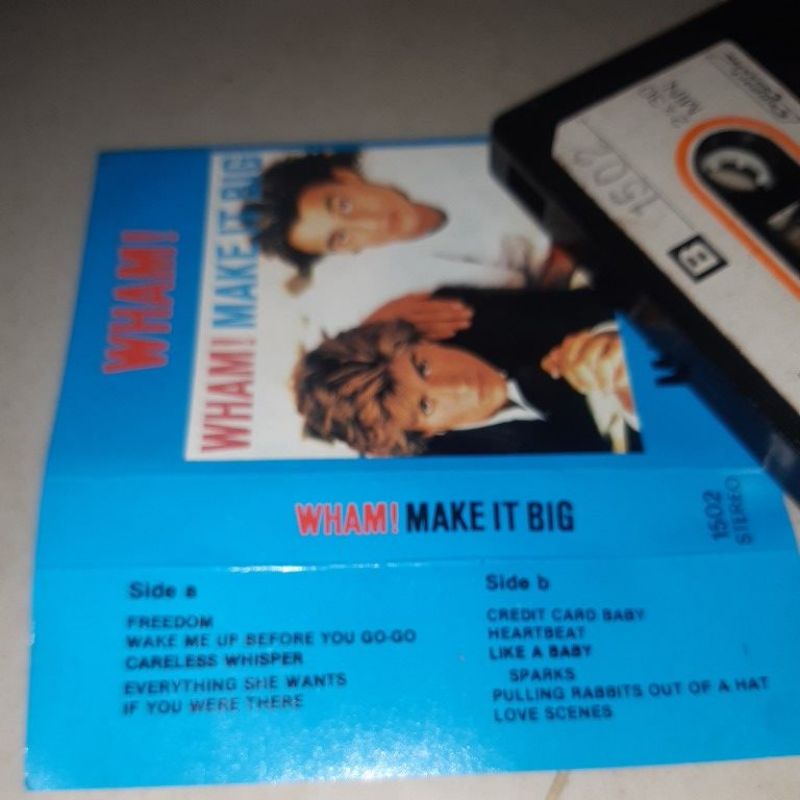 WHAM!
WHAM! MAKE IT BIG
WHAM! MAKE IT BIG
1502
STEREO
Side a
FREEDOM
WAKE ME UP BEFORE YOU GO-GO
CARELESS WHISPER
EVERYTHING SHE WANTS
IF YOU WERE THERE
Side b
CREDIT CARD BABY
HEARTBEAT
LIKE A BABY
SPARKS
PULLING RABBITS OUT OF A HAT
LOVE SCENES
1502
B
MIN